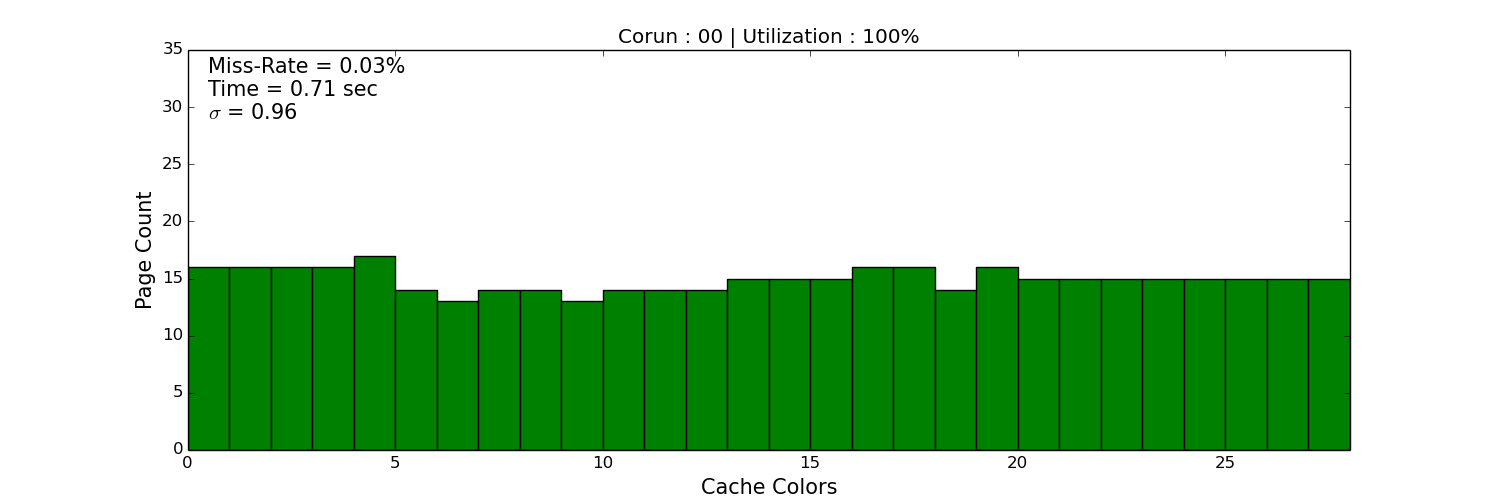 Corun : 00 | Utilization : 100%
Miss-Rate = 0.03%
Time = 0.71 sec
σ = 0.96
Page Count
35
30
25
20
15
10
5
0
0 5 10 15 20 25
Cache Colors